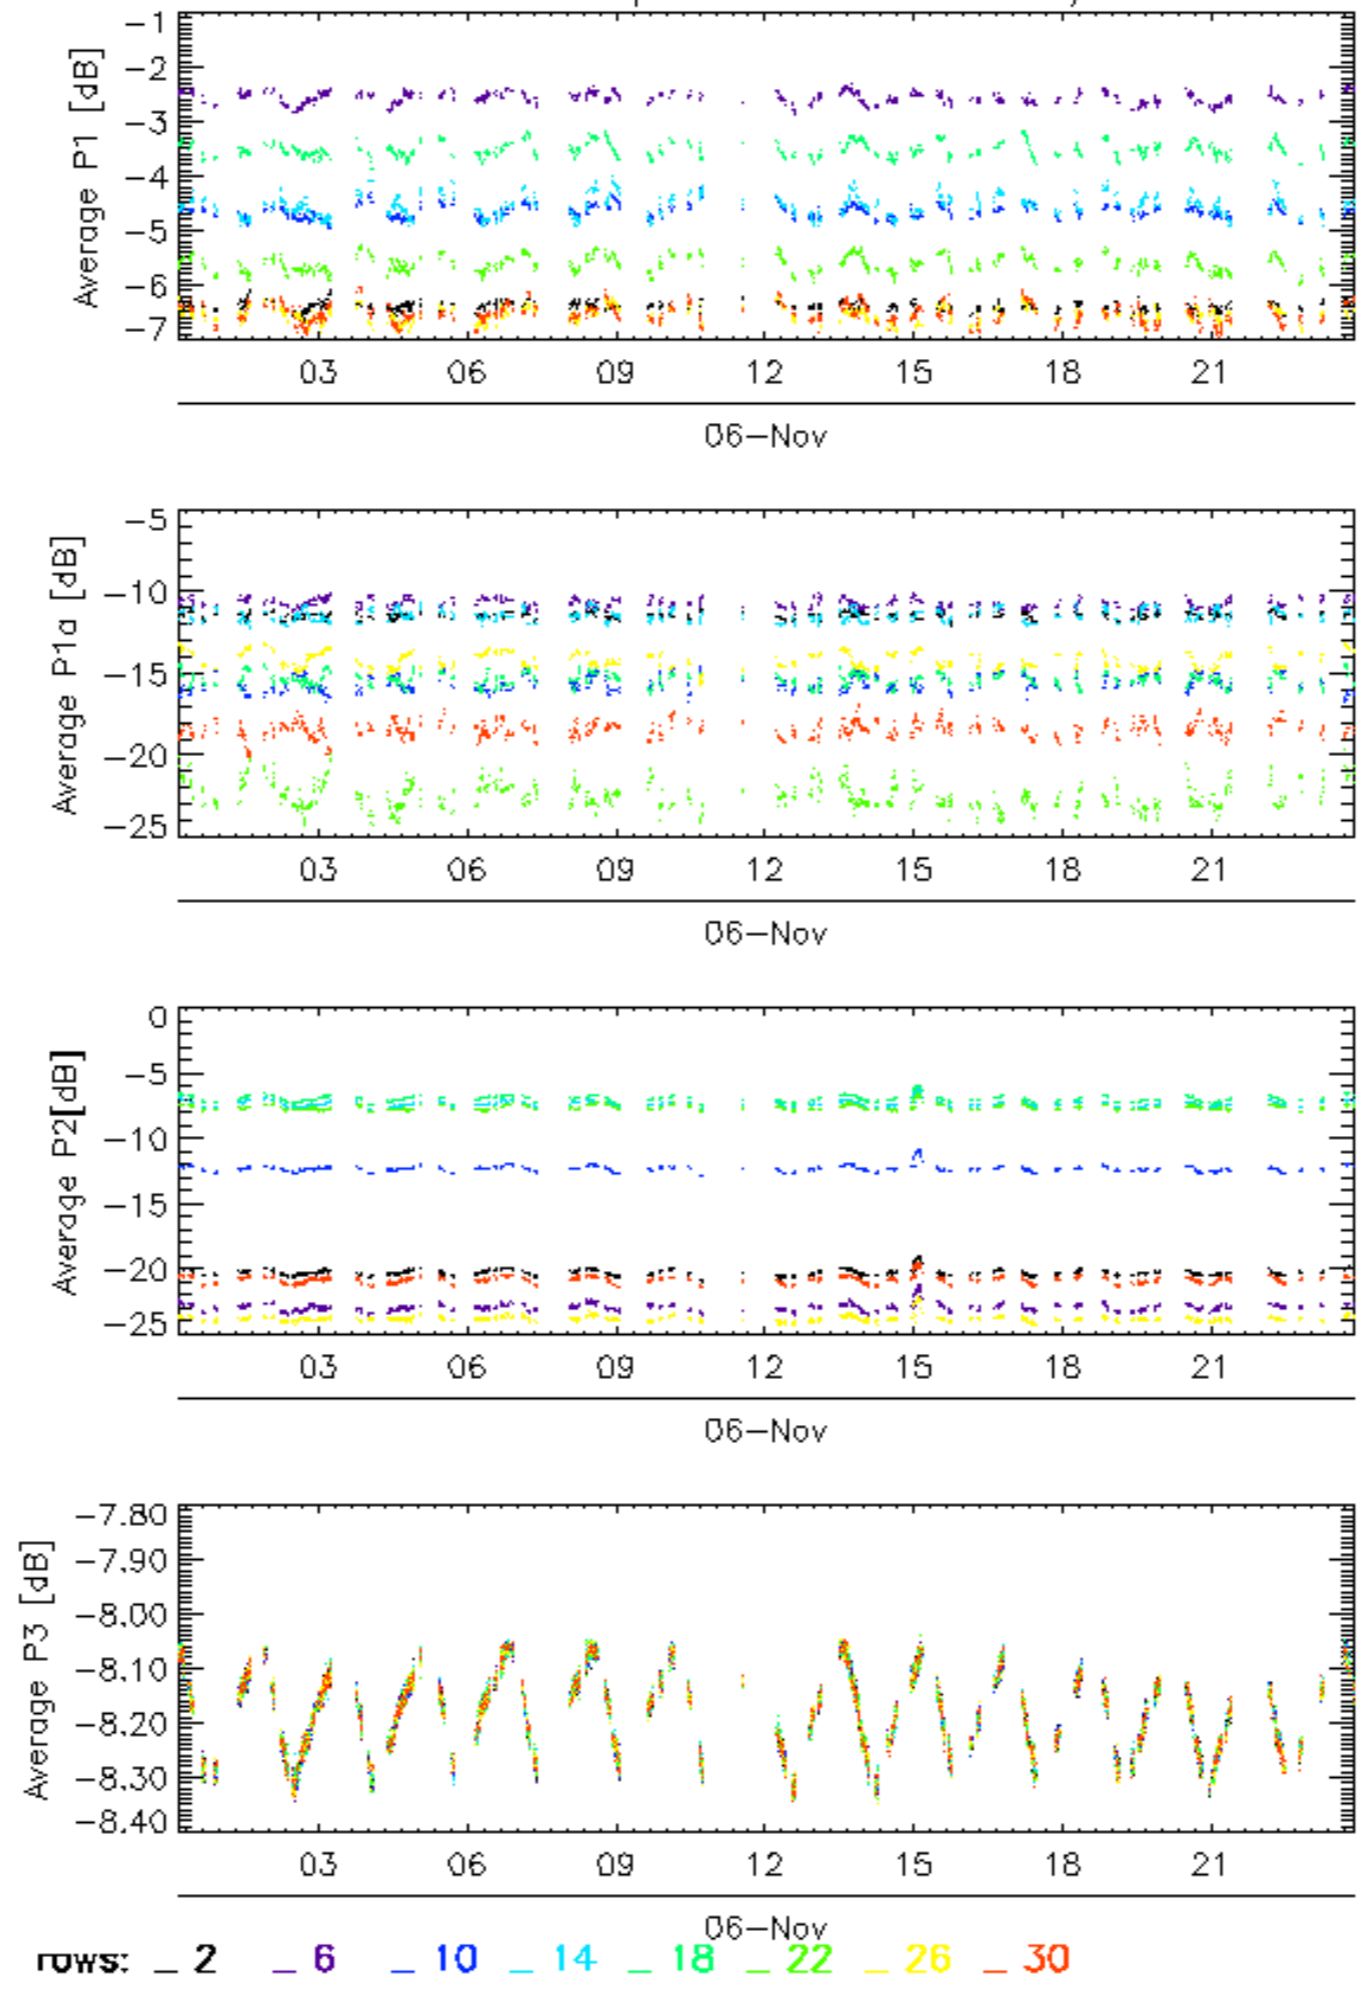 Average P1 [dB]
-1
-2
-3
-4
-5
-6
-7
03 06 09 12 15 18 21
06-Nov
Average P1a [dB]
-5
-10
-15
-20
-25
03 06 09 12 15 18 21
06-Nov
Average P2[dB]
0
-5
-10
-15
-20
-25
03 06 09 12 15 18 21
06-Nov
Average P3 [dB]
-7.80
-7.90
-8.00
-8.10
-8.20
-8.30
-8.40
03 06 09 12 15 18 21
06-Nov
rows: _ 2 _ 6 _ 10 _ 14 _ 18 _ 22 _ 26 _ 30